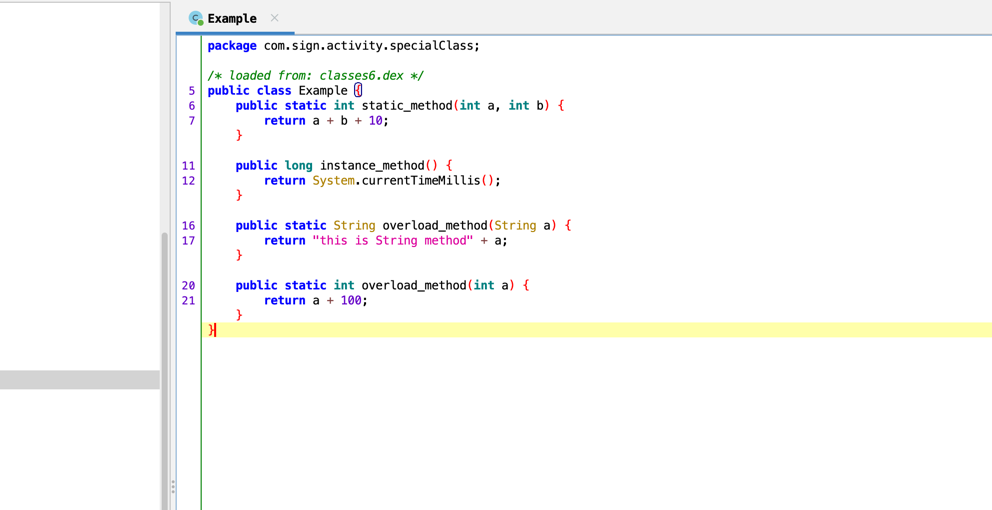 Example
package com.sign.activity.specialClass;
/* loaded from: classes6.dex */
5 public class Example {
6 public static int static_method(int a, int b) {
7 return a + b + 10;
}
11 public long instance_method() {
12 return System.currentTimeMillis();
}
16 public static String overload_method(String a) {
17 return "this is String method" + a;
}
20 public static int overload_method(int a) {
21 return a + 100;
}
}